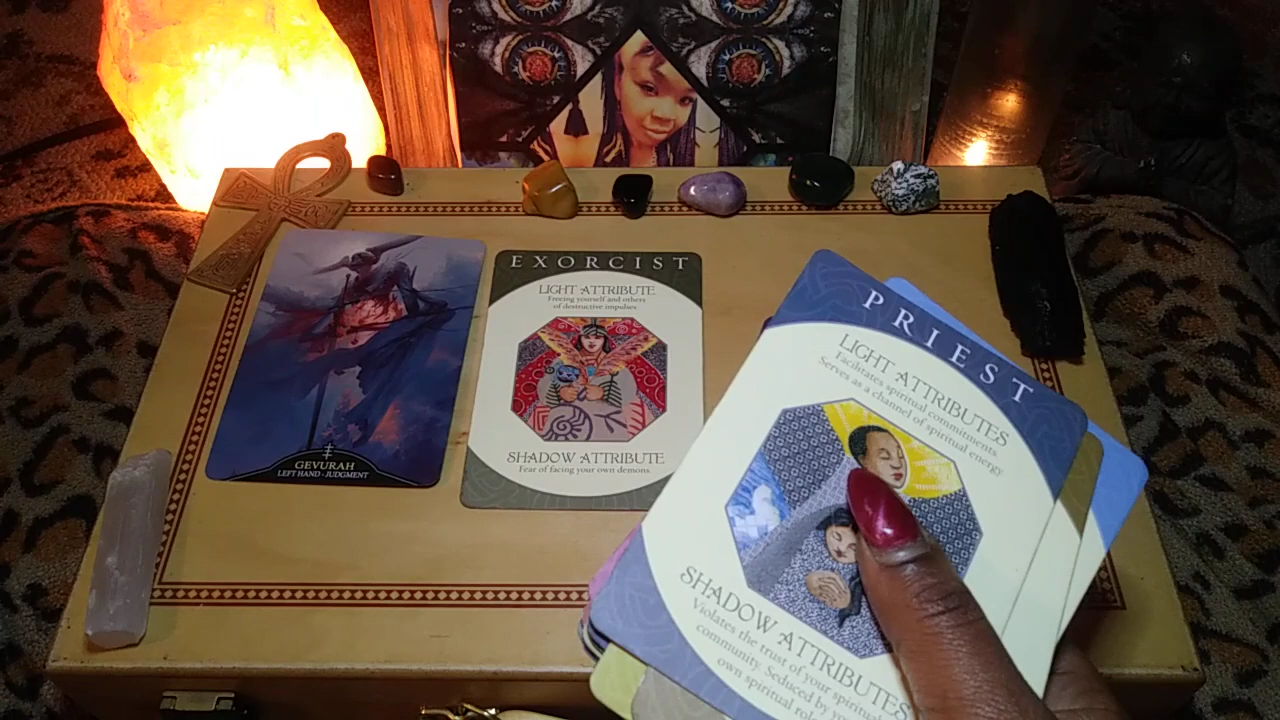 GEVURAH
LEFT HAND - JUDGMENT
EXORCIST
LIGHT ATTRIBUTE
Freeing yourself and others
of destructive impulses.
SHADOW ATTRIBUTE
Fear of facing your own demons.
PRIEST
LIGHT ATTRIBUTES
Facilitates spiritual commitments.
Serves as a channel of spiritual energy.
SHADOW ATTRIBUTES
Violates the trust of your spiritual
community. Seduced by
own spiritual